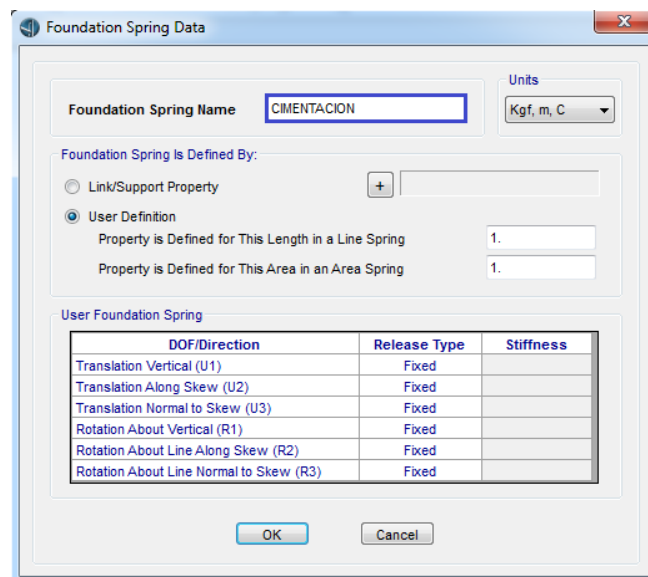 Foundation Spring Data
Units
Foundation Spring Name CIMENTACION Kgf, m, C
Foundation Spring Is Defined By:
Link/Support Property +
User Definition
Property is Defined for This Length in a Line Spring 1.
Property is Defined for This Area in an Area Spring 1.
User Foundation Spring
DOF/Direction Release Type Stiffness
Translation Vertical (U1) Fixed
Translation Along Skew (U2) Fixed
Translation Normal to Skew (U3) Fixed
Rotation About Vertical (R1) Fixed
Rotation About Line Along Skew (R2) Fixed
Rotation About Line Normal to Skew (R3) Fixed
OK Cancel